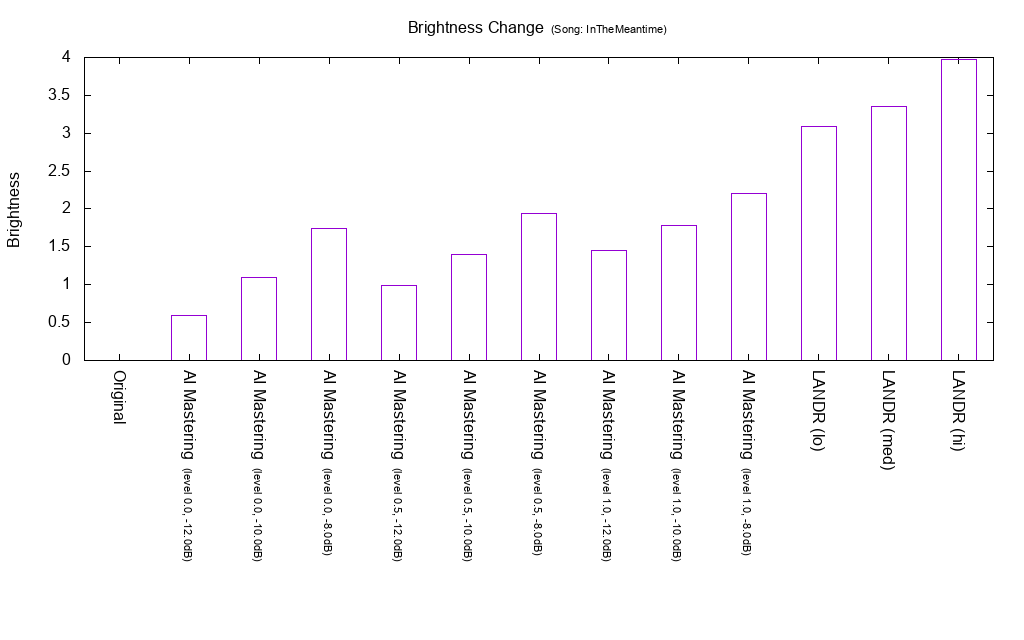 Brightness Change (Song: InTheMeantime)
4
3.5
3
2.5
2
1.5
1
0.5
0
Brightness
Original
AI Mastering (level 0.0, -12.0dB)
AI Mastering (level 0.0, -10.0dB)
AI Mastering (level 0.0, -8.0dB)
AI Mastering (level 0.5, -12.0dB)
AI Mastering (level 0.5, -10.0dB)
AI Mastering (level 0.5, -8.0dB)
AI Mastering (level 1.0, -12.0dB)
AI Mastering (level 1.0, -10.0dB)
AI Mastering (level 1.0, -8.0dB)
LANDR (lo)
LANDR (med)
LANDR (hi)